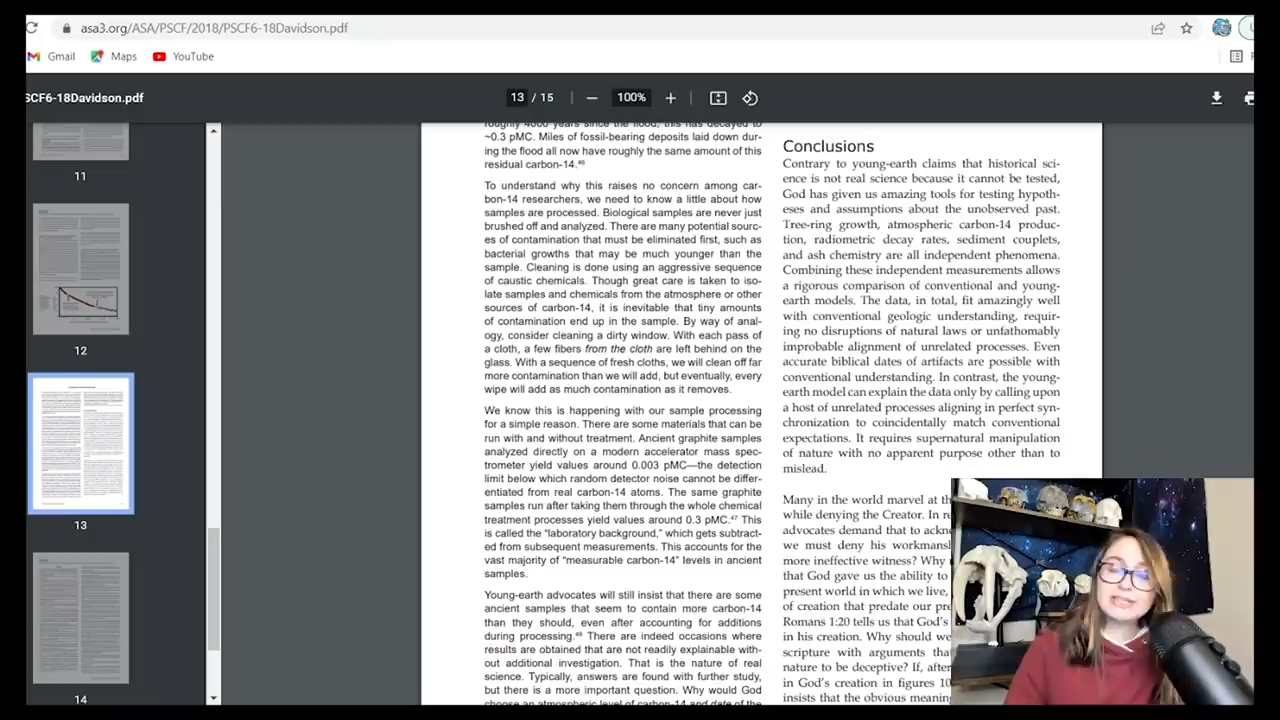 asa3.org/ASA/PSCF/2018/PSCF6-18Davidson.pdf
Gmail
Maps
YouTube
SCF6-18Davidson.pdf
13 / 15
100%
11
12
13
14
roughly 4000 years since the flood, this has decayed to
~0.3 pMC. Miles of fossil-bearing deposits laid down dur-
ing the flood all now have roughly the same amount of this
residual carbon-14.46
To understand why this raises no concern among car-
bon-14 researchers, we need to know a little about how
samples are processed. Biological samples are never just
brushed off and analyzed. There are many potential sourc-
es of contamination that must be eliminated first, such as
bacterial growths that may be much younger than the
sample. Cleaning is done using an aggressive sequence
of caustic chemicals. Though great care is taken to iso-
late samples and chemicals from the atmosphere or other
sources of carbon-14, it is inevitable that tiny amounts
of contamination end up in the sample. By way of anal-
ogy, consider cleaning a dirty window. With each pass of
a cloth, a few fibers from the cloth are left behind on the
glass. With a sequence of fresh cloths, we will clean off far
more contamination than we will add, but eventually, every
wipe will add as much contamination as it removes.
We know this is happening with our sample processing
for a simple reason. There are some materials that can be
run with and without treatment. Ancient graphite samples
analyzed directly on a modern accelerator mass spec-
trometer yield values around 0.003 pMC—the detection
limit below which random detector noise cannot be differ-
entiated from real carbon-14 atoms. The same graphite
samples run after taking them through the whole chemical
treatment processes yield values around 0.3 pMC.47 This
is called the "laboratory background," which gets subtract-
ed from subsequent measurements. This accounts for the
vast majority of "measurable carbon-14" levels in ancient
samples.
Young-earth advocates will still insist that there are some
ancient samples that seem to contain more carbon-14
than they should, even after accounting for additions
during processing.48 There are indeed occasions where
results are obtained that are not readily explainable with-
out additional investigation. That is the nature of real
science. Typically, answers are found with further study,
but there is a more important question. Why would God
choose an atmospheric level of carbon-14 and date of the
Conclusions
Contrary to young-earth claims that historical sci-
ence is not real science because it cannot be tested,
God has given us amazing tools for testing hypoth-
eses and assumptions about the unobserved past.
Tree-ring growth, atmospheric carbon-14 produc-
tion, radiometric decay rates, sediment couplets,
and ash chemistry are all independent phenomena.
Combining these independent measurements allows
a rigorous comparison of conventional and young-
earth models. The data, in total, fit amazingly well
with conventional geologic understanding, requir-
ing no disruptions of natural laws or unfathomably
improbable alignment of unrelated processes. Even
accurate biblical dates of artifacts are possible with
conventional understanding. In contrast, the young-
earth model can explain the data only by calling upon
a host of unrelated processes aligning in perfect syn-
chronization to coincidentally match conventional
expectations. It requires supernatural manipulation
of nature with no apparent purpose other than to
mislead.
Many in the world marvel at th
while denying the Creator. In re
advocates demand that to ackn
we must deny his workmans
more ineffective witness? Why
that God gave us the ability to
present world in which we live,
of creation that predate our pre
Romans 1:20 tells us that God's
in his creation. Why should we
scripture with arguments tha
nature to be deceptive? If, after
in God's creation in figures 10
insists that the obvious meaning